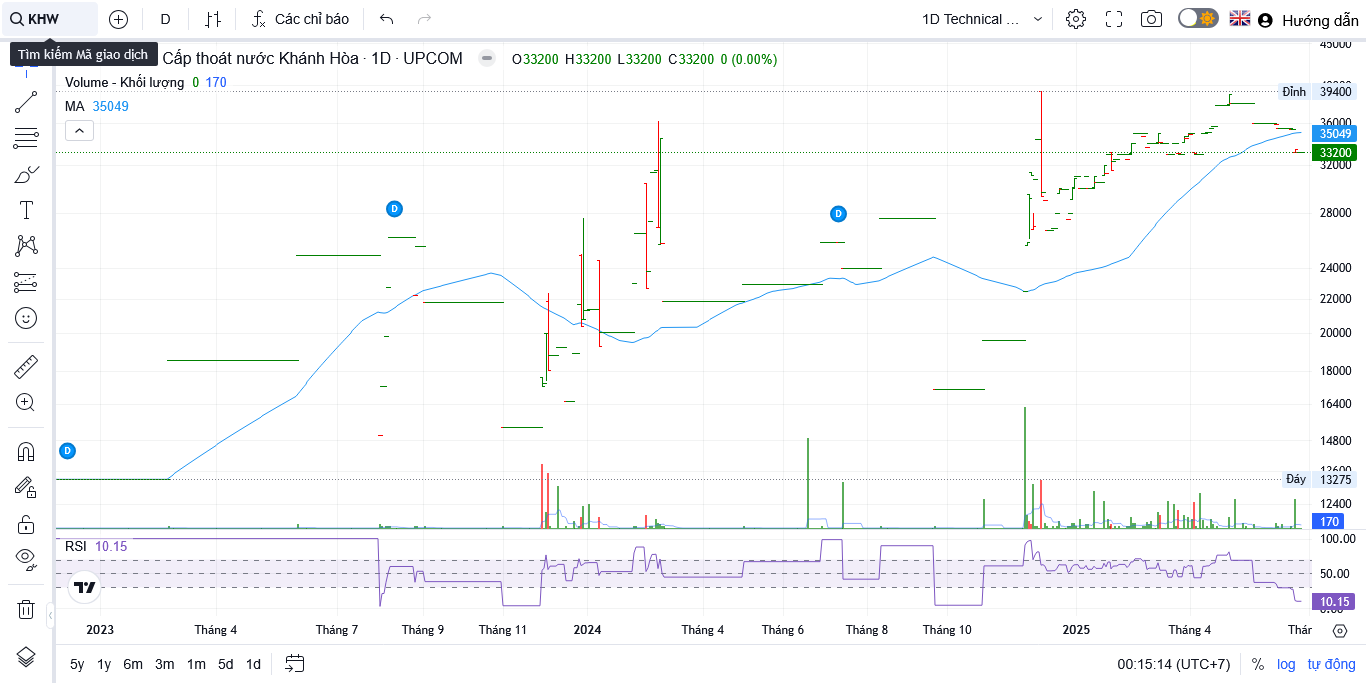 KHW D Các chỉ báo 1D Technical ... Hướng dẫn
Tìm kiếm Mã giao dịch
Cấp thoát nước Khánh Hòa · 1D · UPCOM O33200 H33200 L33200 C33200 0 (0.00%)
Volume - Khối lượng 0 170
MA 35049
45000
Đỉnh 39400
36000
35049
33200
32000
D
D
28000
24000
22000
20000
18000
16400
14800
D
12600
Đáy 13275
12400
170
RSI 10.15
100.00
50.00
10.15
0.00
2023 Tháng 4 Tháng 7 Tháng 9 Tháng 11 2024 Tháng 4 Tháng 6 Tháng 8 Tháng 10 2025 Tháng 4 Thár
5y 1y 6m 3m 1m 5d 1d 00:15:14 (UTC+7) % log tự động